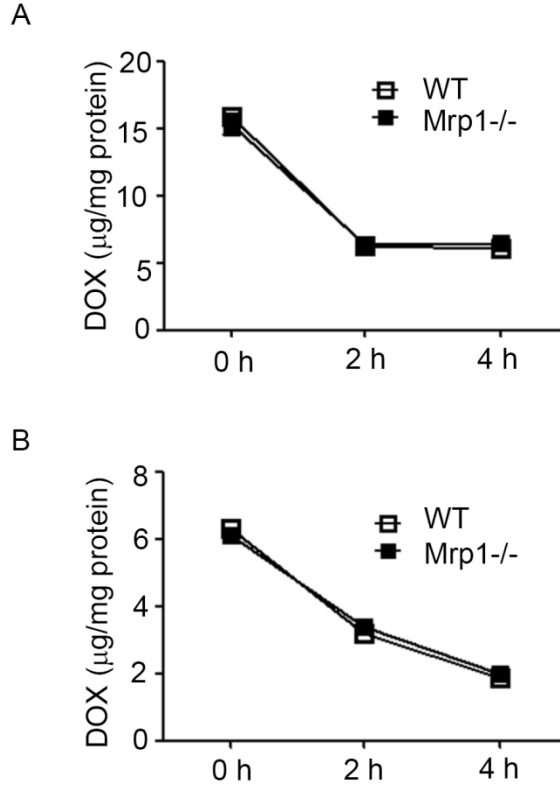 A
20
15
10
5
0
DOX (µg/mg protein)
WT
Mrp1-/-
0 h 2 h 4 h
B
8
6
4
2
0
DOX (µg/mg protein)
WT
Mrp1-/-
0 h 2 h 4 h